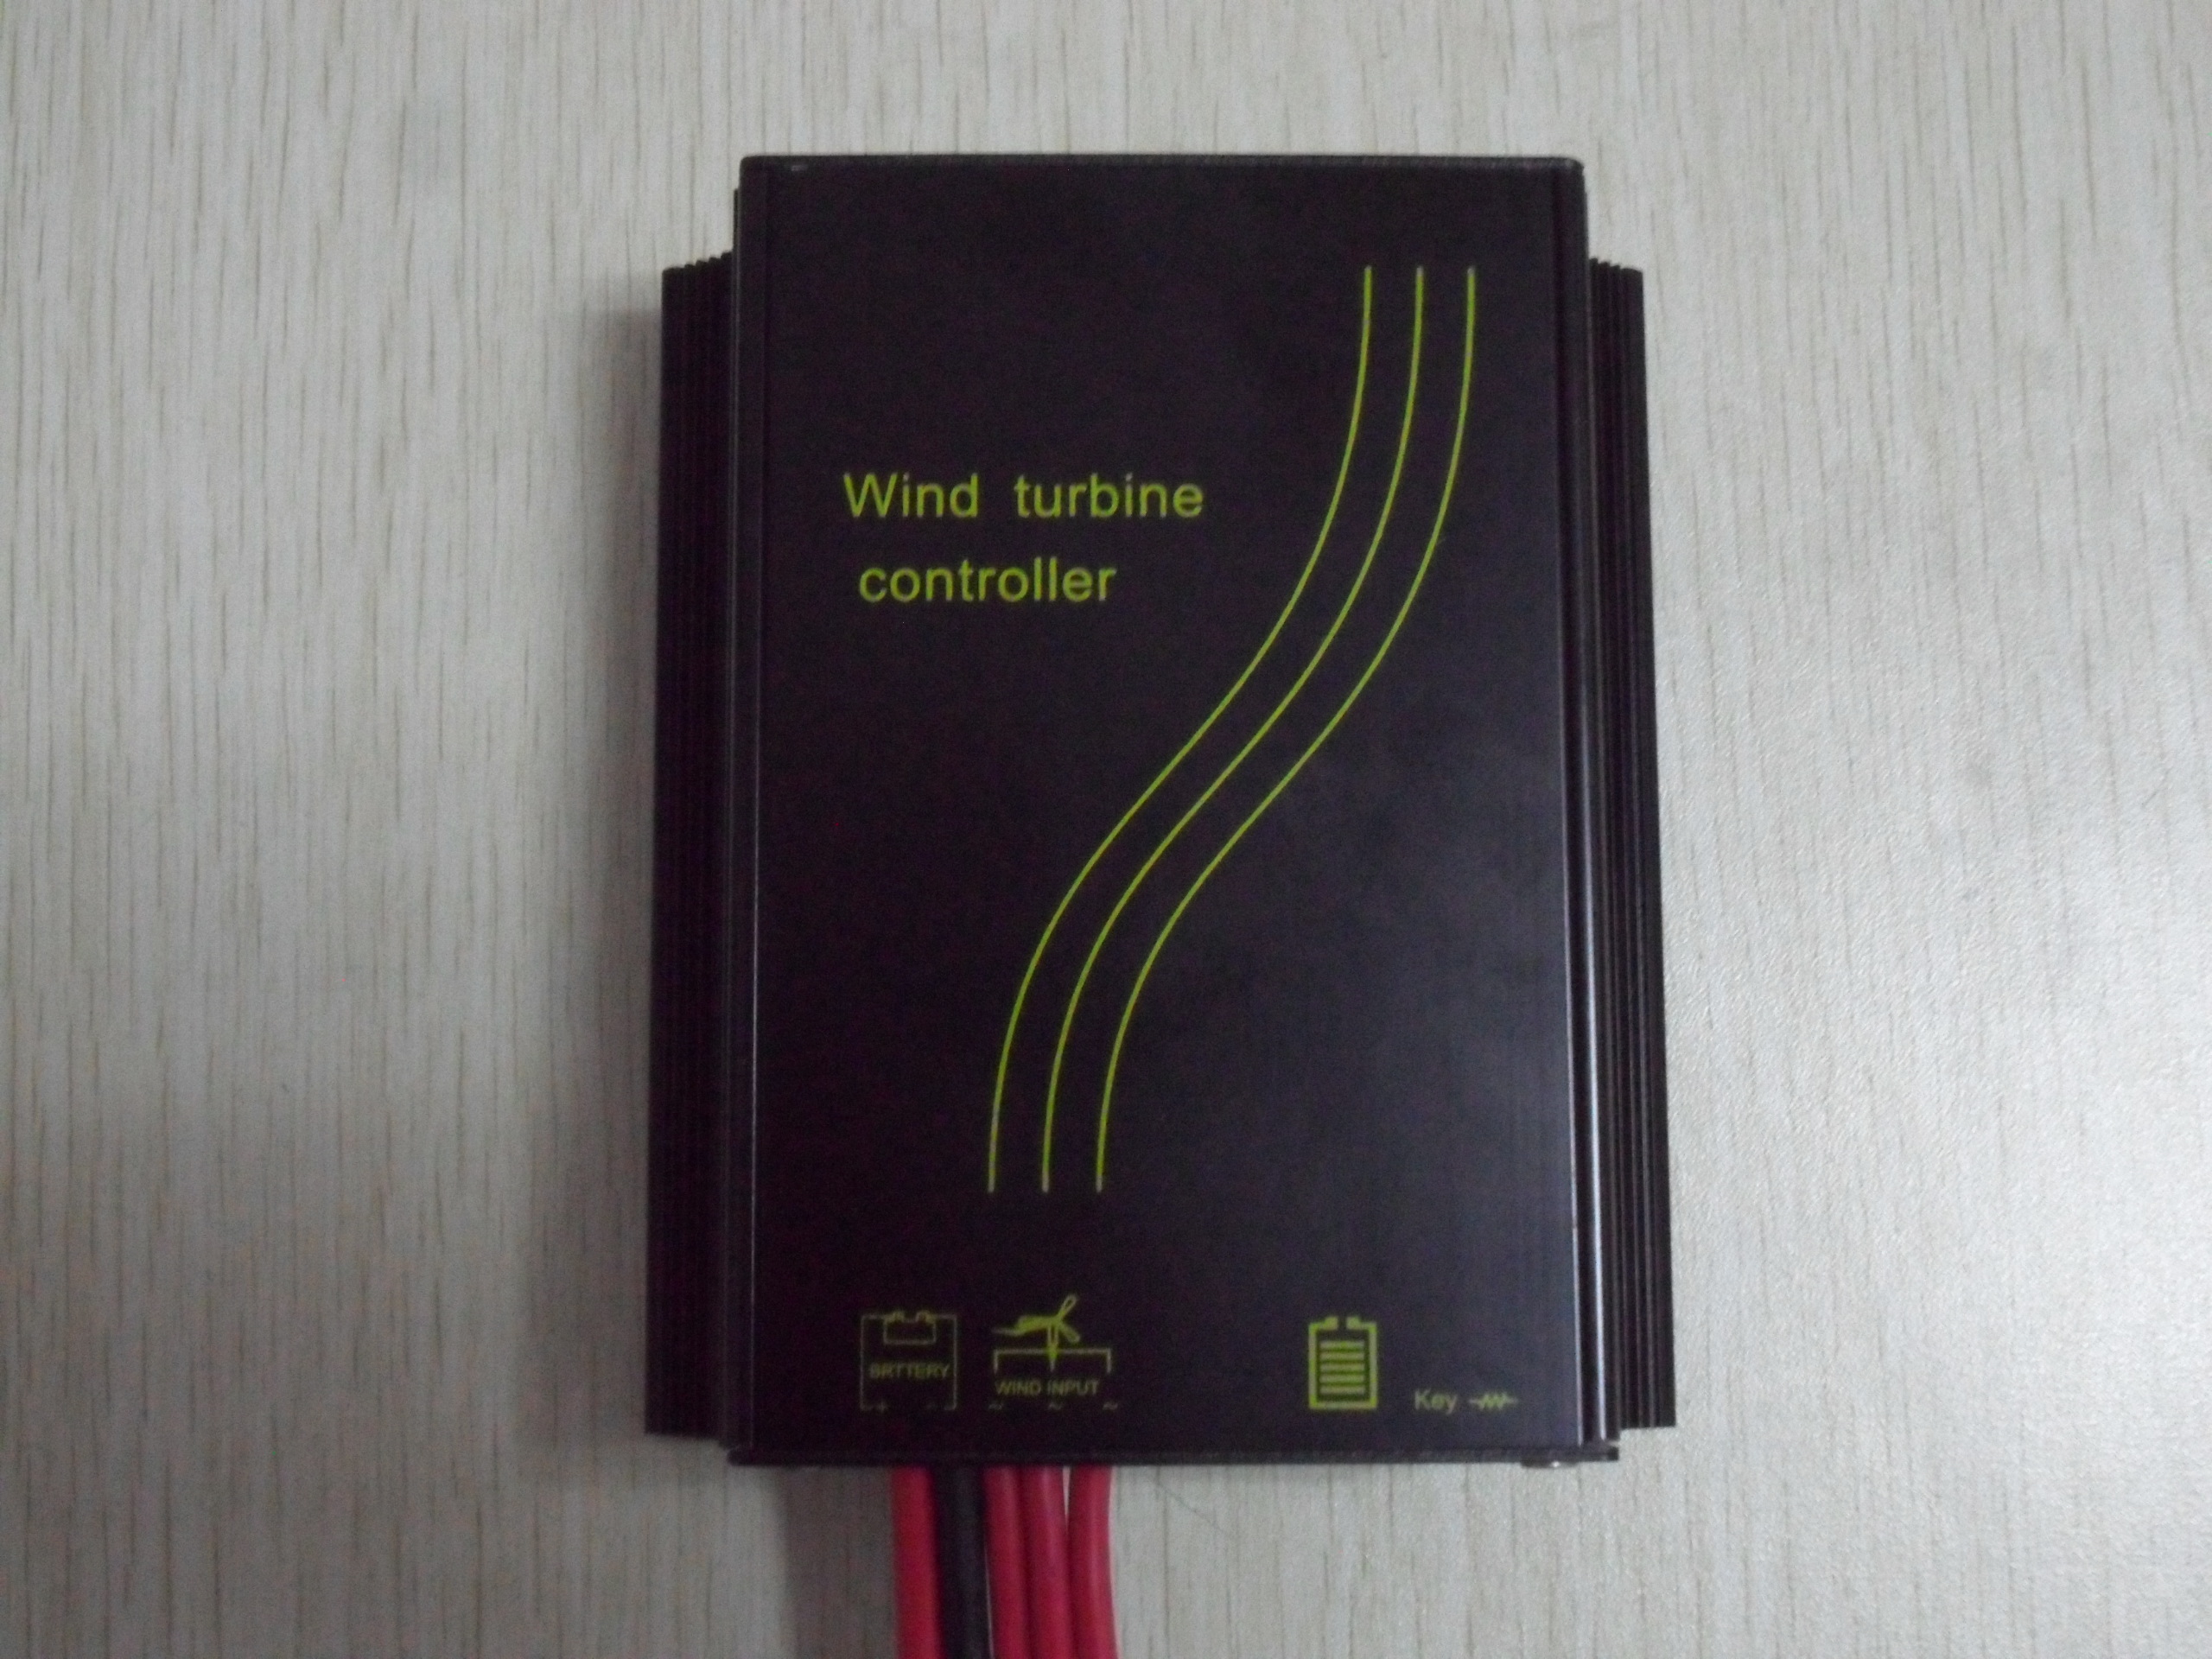 Wind turbine
controller
BRTTERY
WIND INPUT
+ -
~ ~ ~
Key